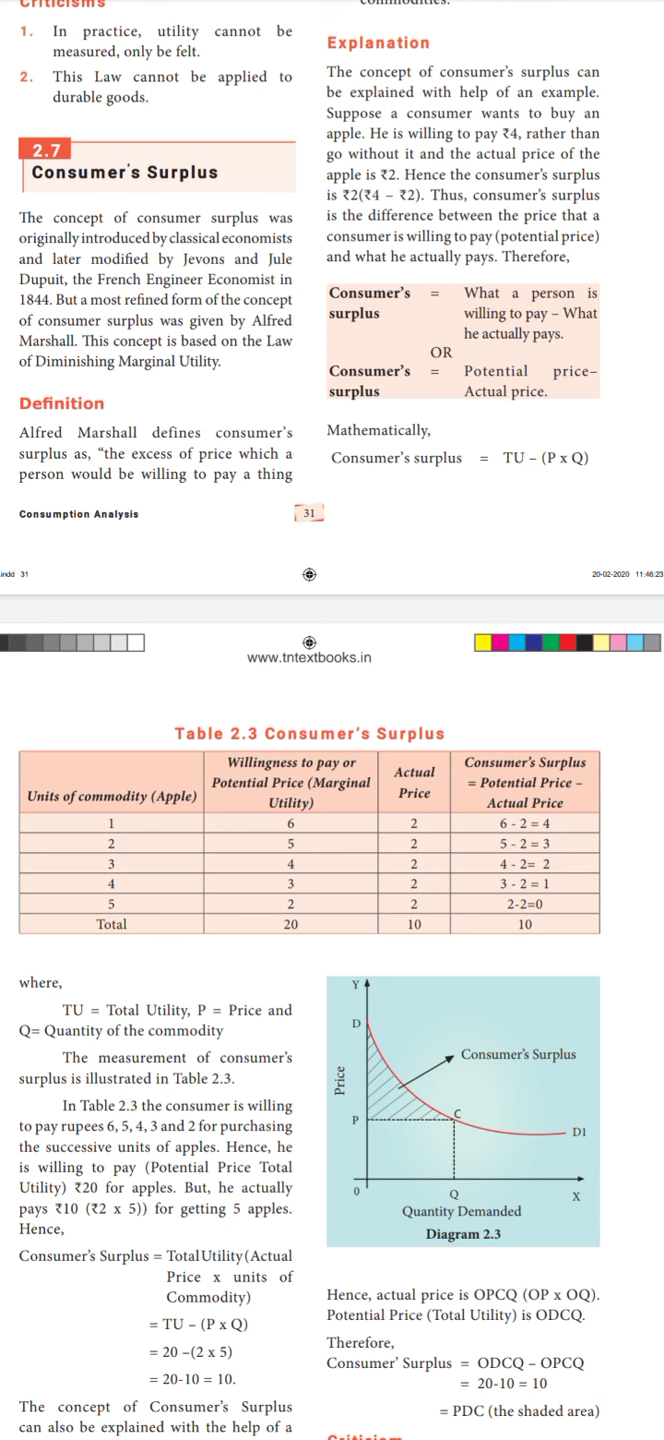 Criticisms
1. In practice, utility cannot be
measured, only be felt.
2. This Law cannot be applied to
durable goods.
2.7
Consumer's Surplus
The concept of consumer surplus was
originally introduced by classical economists
and later modified by Jevons and Jule
Dupuit, the French Engineer Economist in
1844. But a most refined form of the concept
of consumer surplus was given by Alfred
Marshall. This concept is based on the Law
of Diminishing Marginal Utility.
Definition
Alfred Marshall defines consumer's
surplus as, “the excess of price which a
person would be willing to pay a thing
commodities.
Explanation
The concept of consumer's surplus can
be explained with help of an example.
Suppose a consumer wants to buy an
apple. He is willing to pay ₹4, rather than
go without it and the actual price of the
apple is ₹2. Hence the consumer's surplus
is ₹2(₹4 – ₹2). Thus, consumer's surplus
is the difference between the price that a
consumer is willing to pay (potential price)
and what he actually pays. Therefore,
Consumer's = What a person is
surplus willing to pay – What
he actually pays.
OR
Consumer's = Potential price–
surplus Actual price.
Mathematically,
Consumer's surplus = TU – (P x Q)
Consumption Analysis 31
.indd 31 20-02-2020 11:46:23
www.tntextbooks.in
Table 2.3 Consumer's Surplus
Units of commodity (Apple)
Willingness to pay or
Potential Price (Marginal
Utility)
Actual
Price
Consumer's Surplus
= Potential Price –
Actual Price
1 6 2 6 - 2 = 4
2 5 2 5 - 2 = 3
3 4 2 4 - 2= 2
4 3 2 3 - 2 = 1
5 2 2 2-2=0
Total 20 10 10
where,
TU = Total Utility, P = Price and
Q= Quantity of the commodity
The measurement of consumer's
surplus is illustrated in Table 2.3.
In Table 2.3 the consumer is willing
to pay rupees 6, 5, 4, 3 and 2 for purchasing
the successive units of apples. Hence, he
is willing to pay (Potential Price Total
Utility) ₹20 for apples. But, he actually
pays ₹10 (₹2 x 5)) for getting 5 apples.
Hence,
Consumer's Surplus = Total Utility (Actual
Price x units of
Commodity)
= TU – (P x Q)
= 20 –(2 x 5)
= 20-10 = 10.
The concept of Consumer's Surplus
can also be explained with the help of a
Y
D
Consumer's Surplus
Price
P
C
D1
0
Q
X
Quantity Demanded
Diagram 2.3
Hence, actual price is OPCQ (OP x OQ).
Potential Price (Total Utility) is ODCQ.
Therefore,
Consumer' Surplus = ODCQ – OPCQ
= 20-10 = 10
= PDC (the shaded area)
Criticism